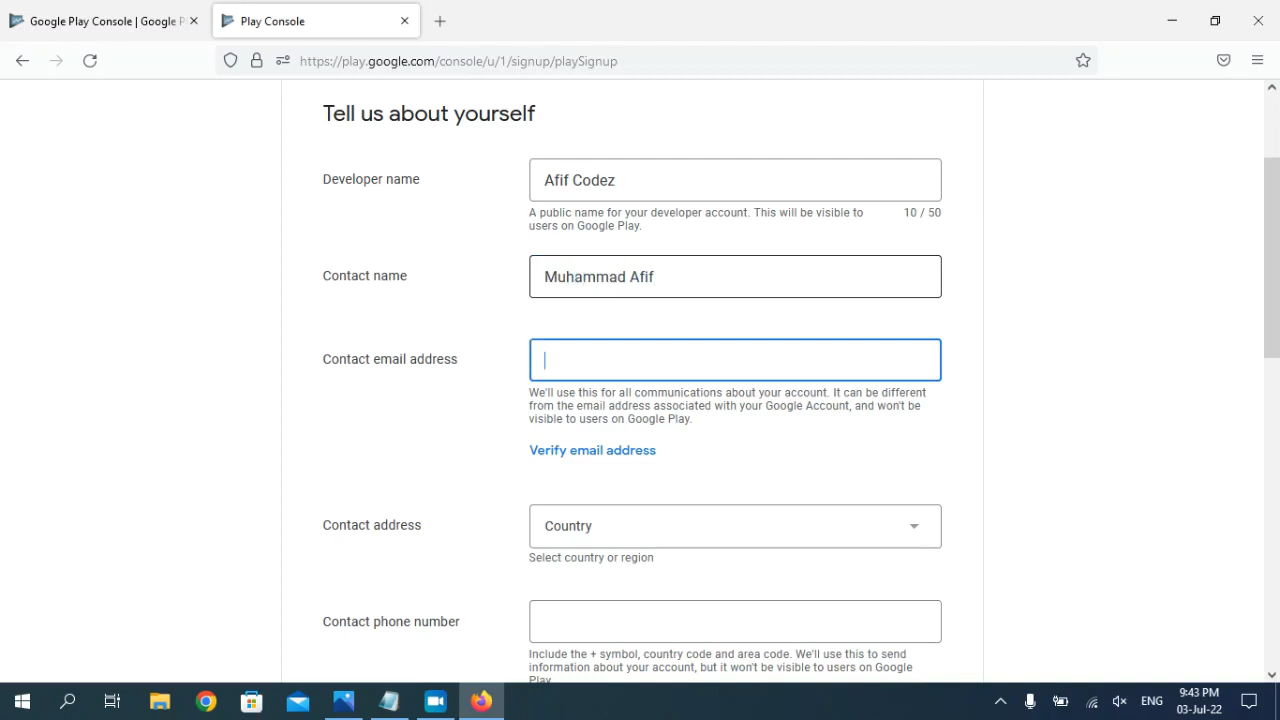 Google Play Console | Google P
Play Console
https://play.google.com/console/u/1/signup/playSignup
Tell us about yourself
Developer name
Afif Codez
A public name for your developer account. This will be visible to
users on Google Play.
10 / 50
Contact name
Muhammad Afif
Contact email address
We'll use this for all communications about your account. It can be different
from the email address associated with your Google Account, and won't be
visible to users on Google Play.
Verify email address
Contact address
Country
Select country or region
Contact phone number
Include the + symbol, country code and area code. We'll use this to send
information about your account, but it won't be visible to users on Google
Play.
ENG
9:43 PM
03-Jul-22